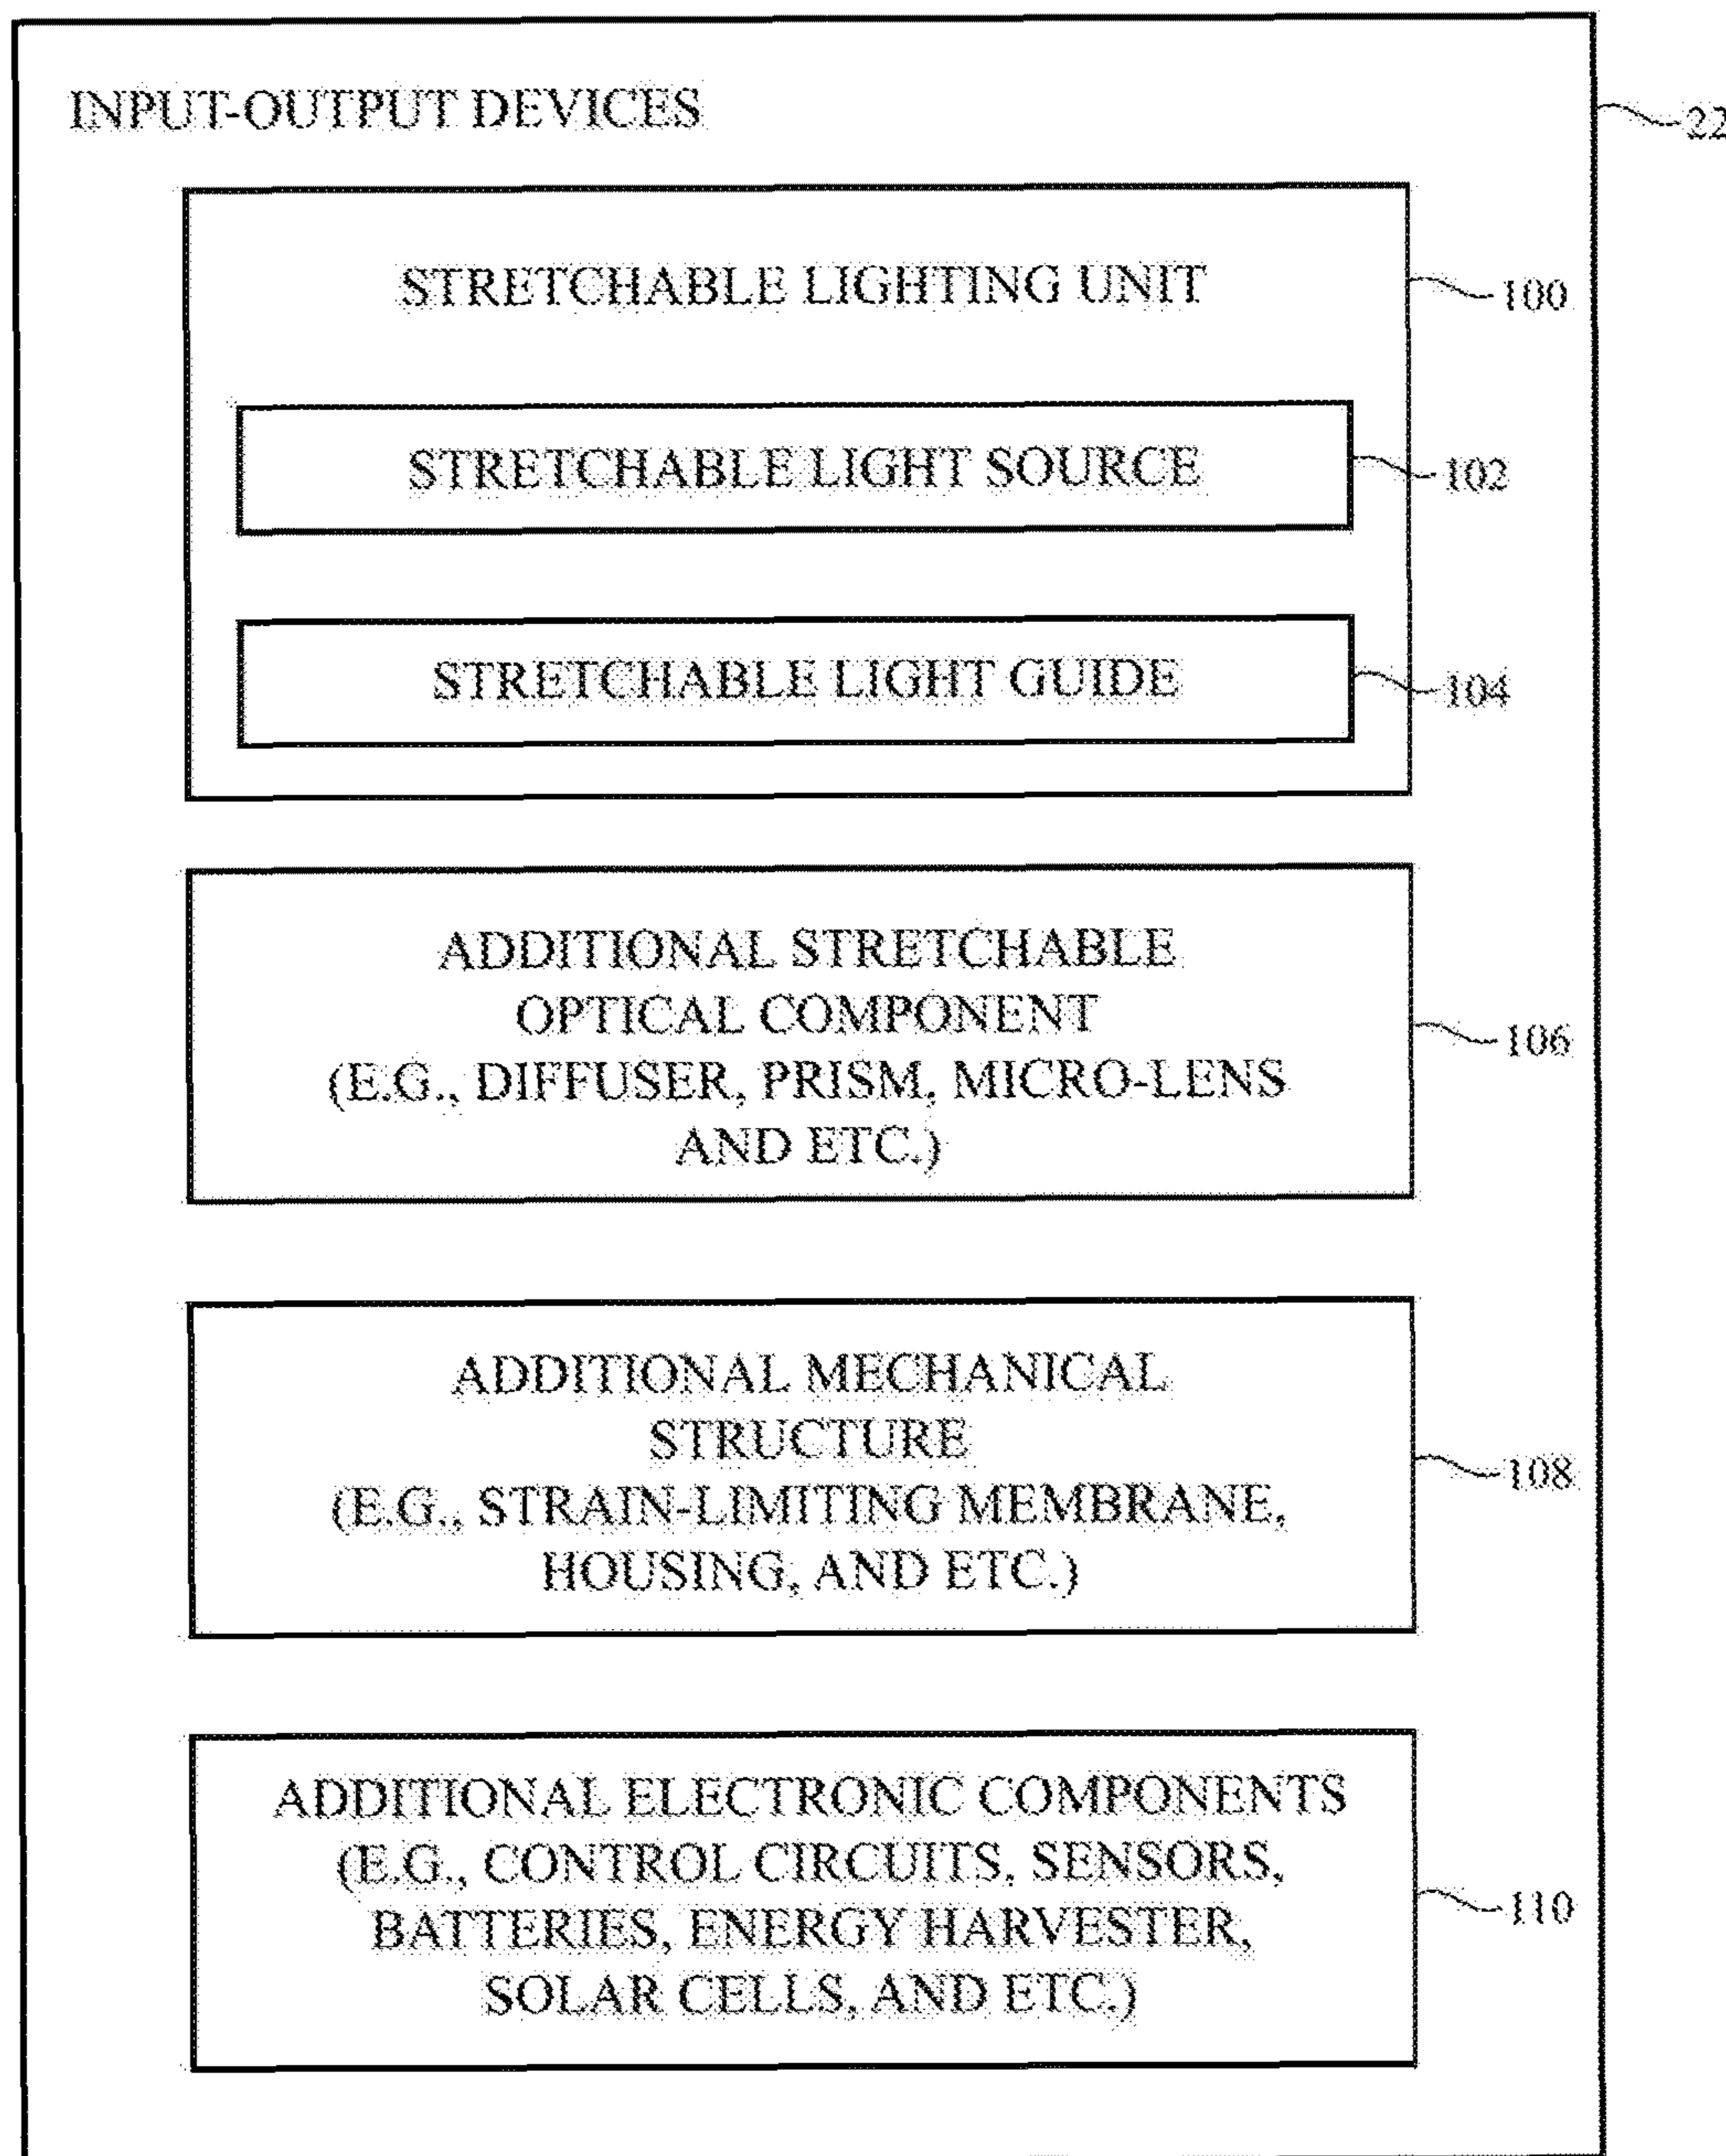 INPUT-OUTPUT DEVICES
22
STRETCHABLE LIGHTING UNIT
100
STRETCHABLE LIGHT SOURCE
102
STRETCHABLE LIGHT GUIDE
104
ADDITIONAL STRETCHABLE
OPTICAL COMPONENT
(E.G., DIFFUSER, PRISM, MICRO-LENS
AND ETC.)
106
ADDITIONAL MECHANICAL
STRUCTURE
(E.G., STRAIN-LIMITING MEMBRANE,
HOUSING, AND ETC.)
108
ADDITIONAL ELECTRONIC COMPONENTS
(E.G., CONTROL CIRCUITS, SENSORS,
BATTERIES, ENERGY HARVESTER,
SOLAR CELLS, AND ETC.)
110